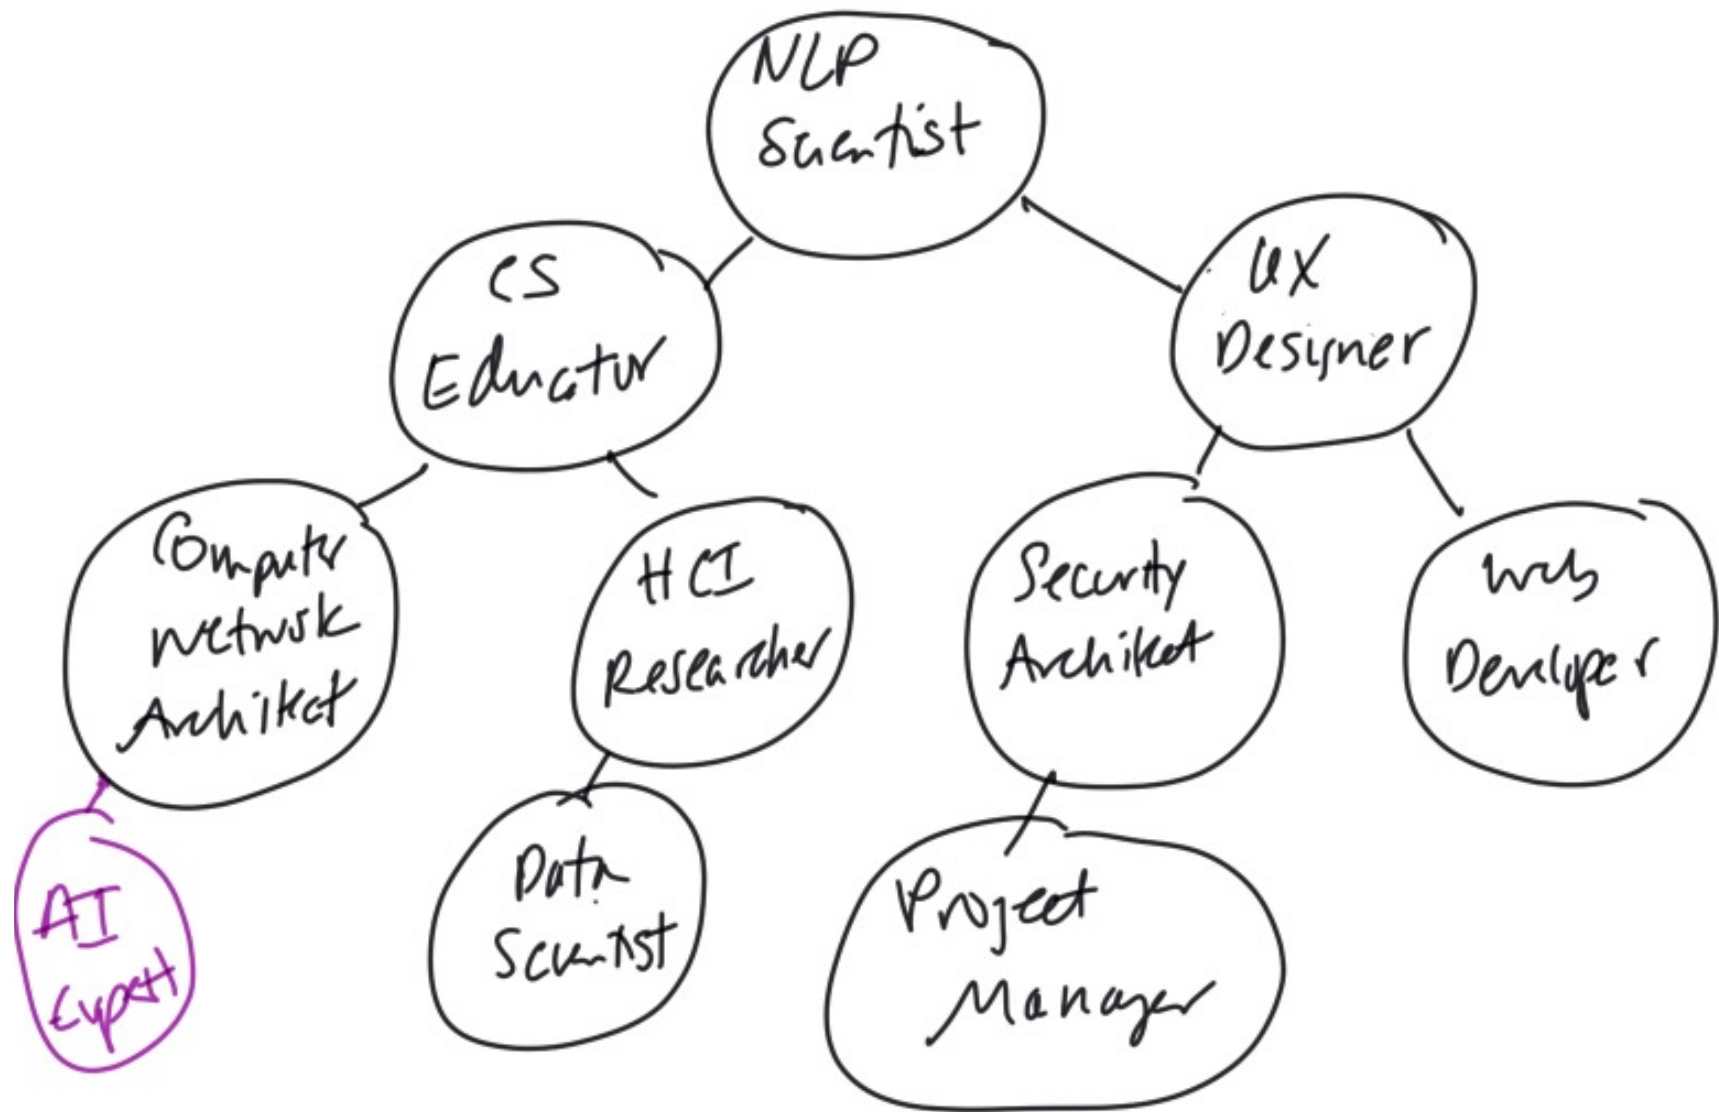 NLP
Scientist
CS
Educator
UX
Designer
Computer
Network
Architect
HCI
Researcher
Security
Architect
Web
Developer
AI
Expert
Data
Scientist
Project
Manager